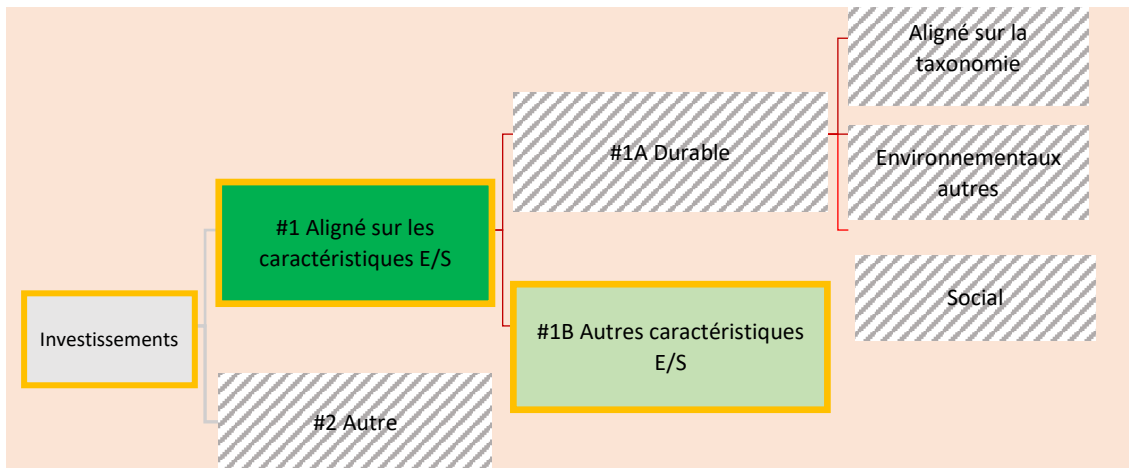 Aligné sur la
taxonomie
#1A Durable
Environnementaux
autres
#1 Aligné sur les
caractéristiques E/S
Social
#1B Autres caractéristiques
E/S
Investissements
#2 Autre